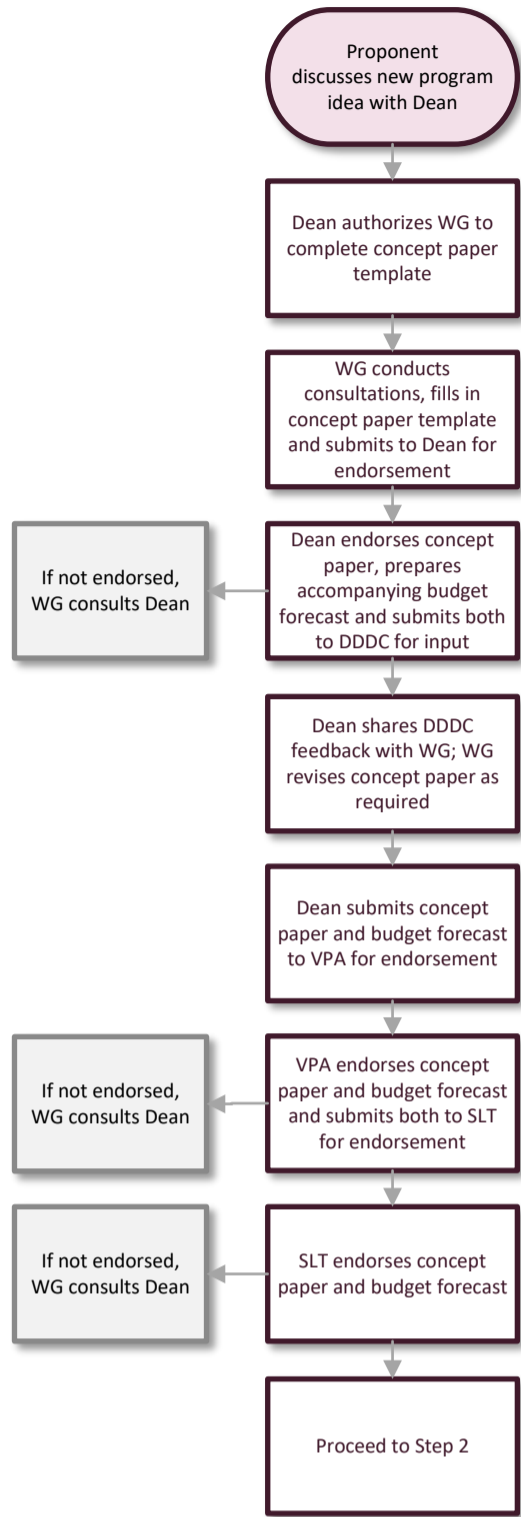 Proponent
discusses new program
idea with Dean
Dean authorizes WG to
complete concept paper
template
WG conducts
consultations, fills in
concept paper template
and submits to Dean for
endorsement
Dean endorses concept
paper, prepares
accompanying budget
forecast and submits both
to DDDC for input
If not endorsed,
WG consults Dean
Dean shares DDDC
feedback with WG; WG
revises concept paper as
required
Dean submits concept
paper and budget forecast
to VPA for endorsement
VPA endorses concept
paper and budget forecast
and submits both to SLT
for endorsement
If not endorsed,
WG consults Dean
SLT endorses concept
paper and budget forecast
If not endorsed,
WG consults Dean
Proceed to Step 2